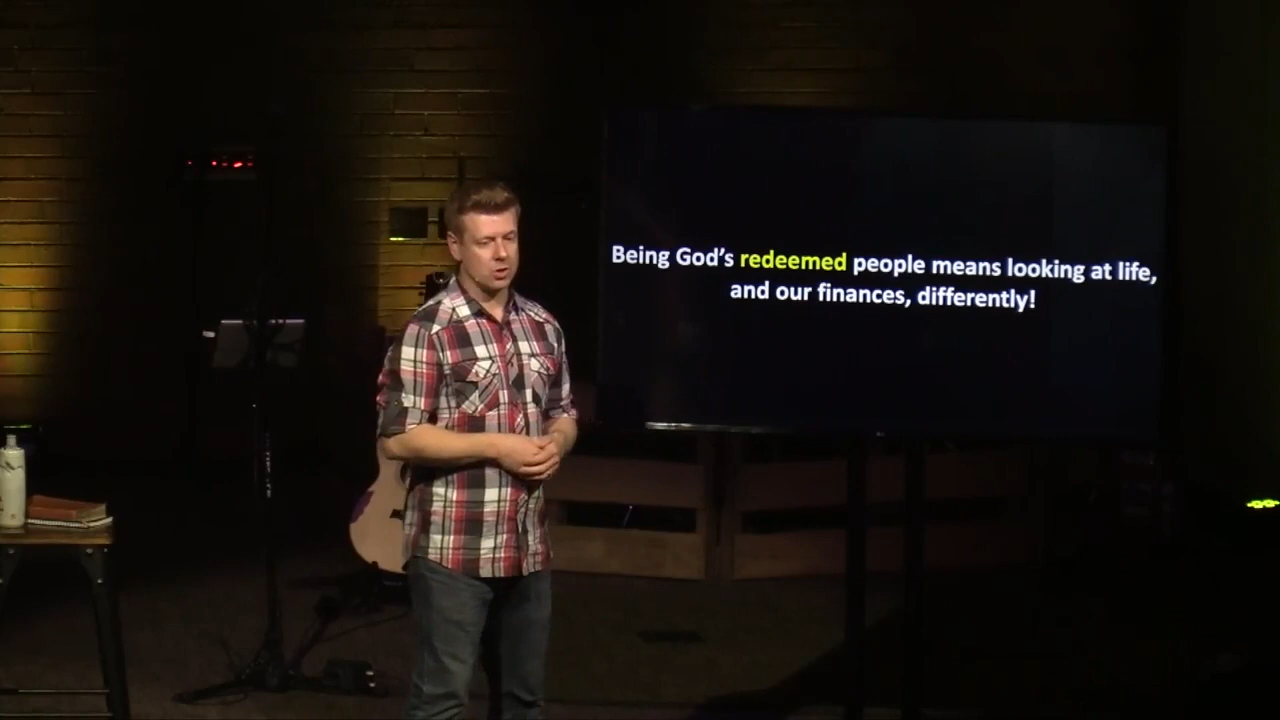 Being God’s redeemed people means looking at life,
and our finances, differently!